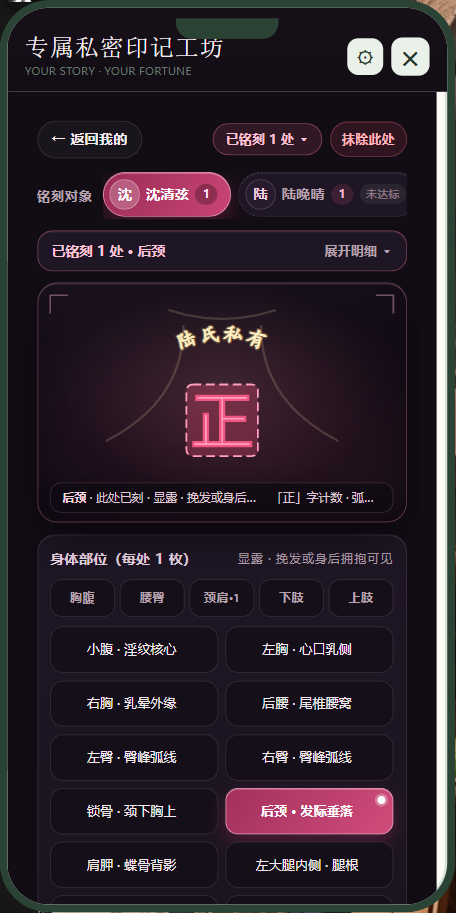 专属私密印记工坊
YOUR STORY · YOUR FORTUNE
← 返回我的
已铭刻 1 处
抹除此处
铭刻对象
沈 沈清弦 1
陆 陆晚晴 1 未达标
已铭刻 1 处 • 后颈
展开明细
陆氏私有
正
后颈 · 此处已刻 · 显露 · 挽发或身后...
「正」字计数 · 弧...
身体部位（每处 1 枚）
显露 · 挽发或身后拥抱可见
胸腹
腰臀
颈肩·1
下肢
上肢
小腹 · 淫纹核心
左胸 · 心口乳侧
右胸 · 乳晕外缘
后腰 · 尾椎腰窝
左臀 · 臀峰弧线
右臀 · 臀峰弧线
锁骨 · 颈下胸上
后颈 • 发际垂落
肩胛 · 蝶骨背影
左大腿内侧 · 腿根